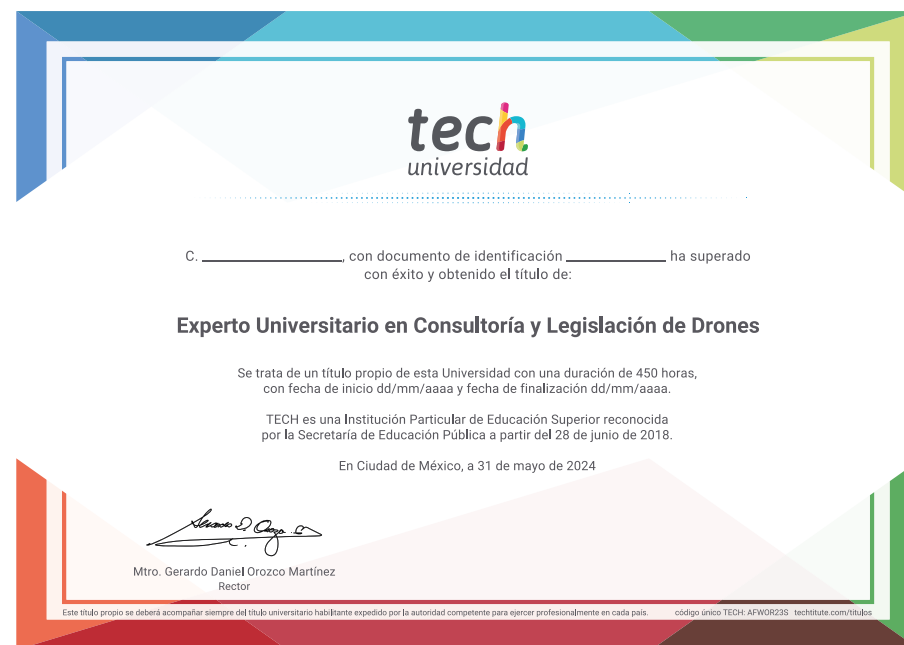 tech
universidad
C. ____________________, con documento de identificación ______________ ha superado
con éxito y obtenido el título de:
Experto Universitario en Consultoría y Legislación de Drones
Se trata de un título propio de esta Universidad con una duración de 450 horas,
con fecha de inicio dd/mm/aaaa y fecha de finalización dd/mm/aaaa.
TECH es una Institución Particular de Educación Superior reconocida
por la Secretaría de Educación Pública a partir del 28 de junio de 2018.
En Ciudad de México, a 31 de mayo de 2024
Mtro. Gerardo Daniel Orozco Martínez
Rector
Este título propio se deberá acompañar siempre del título universitario habilitante expedido por la autoridad competente para ejercer profesionalmente en cada país. código único TECH: AFWOR23S techtitute.com/titulos